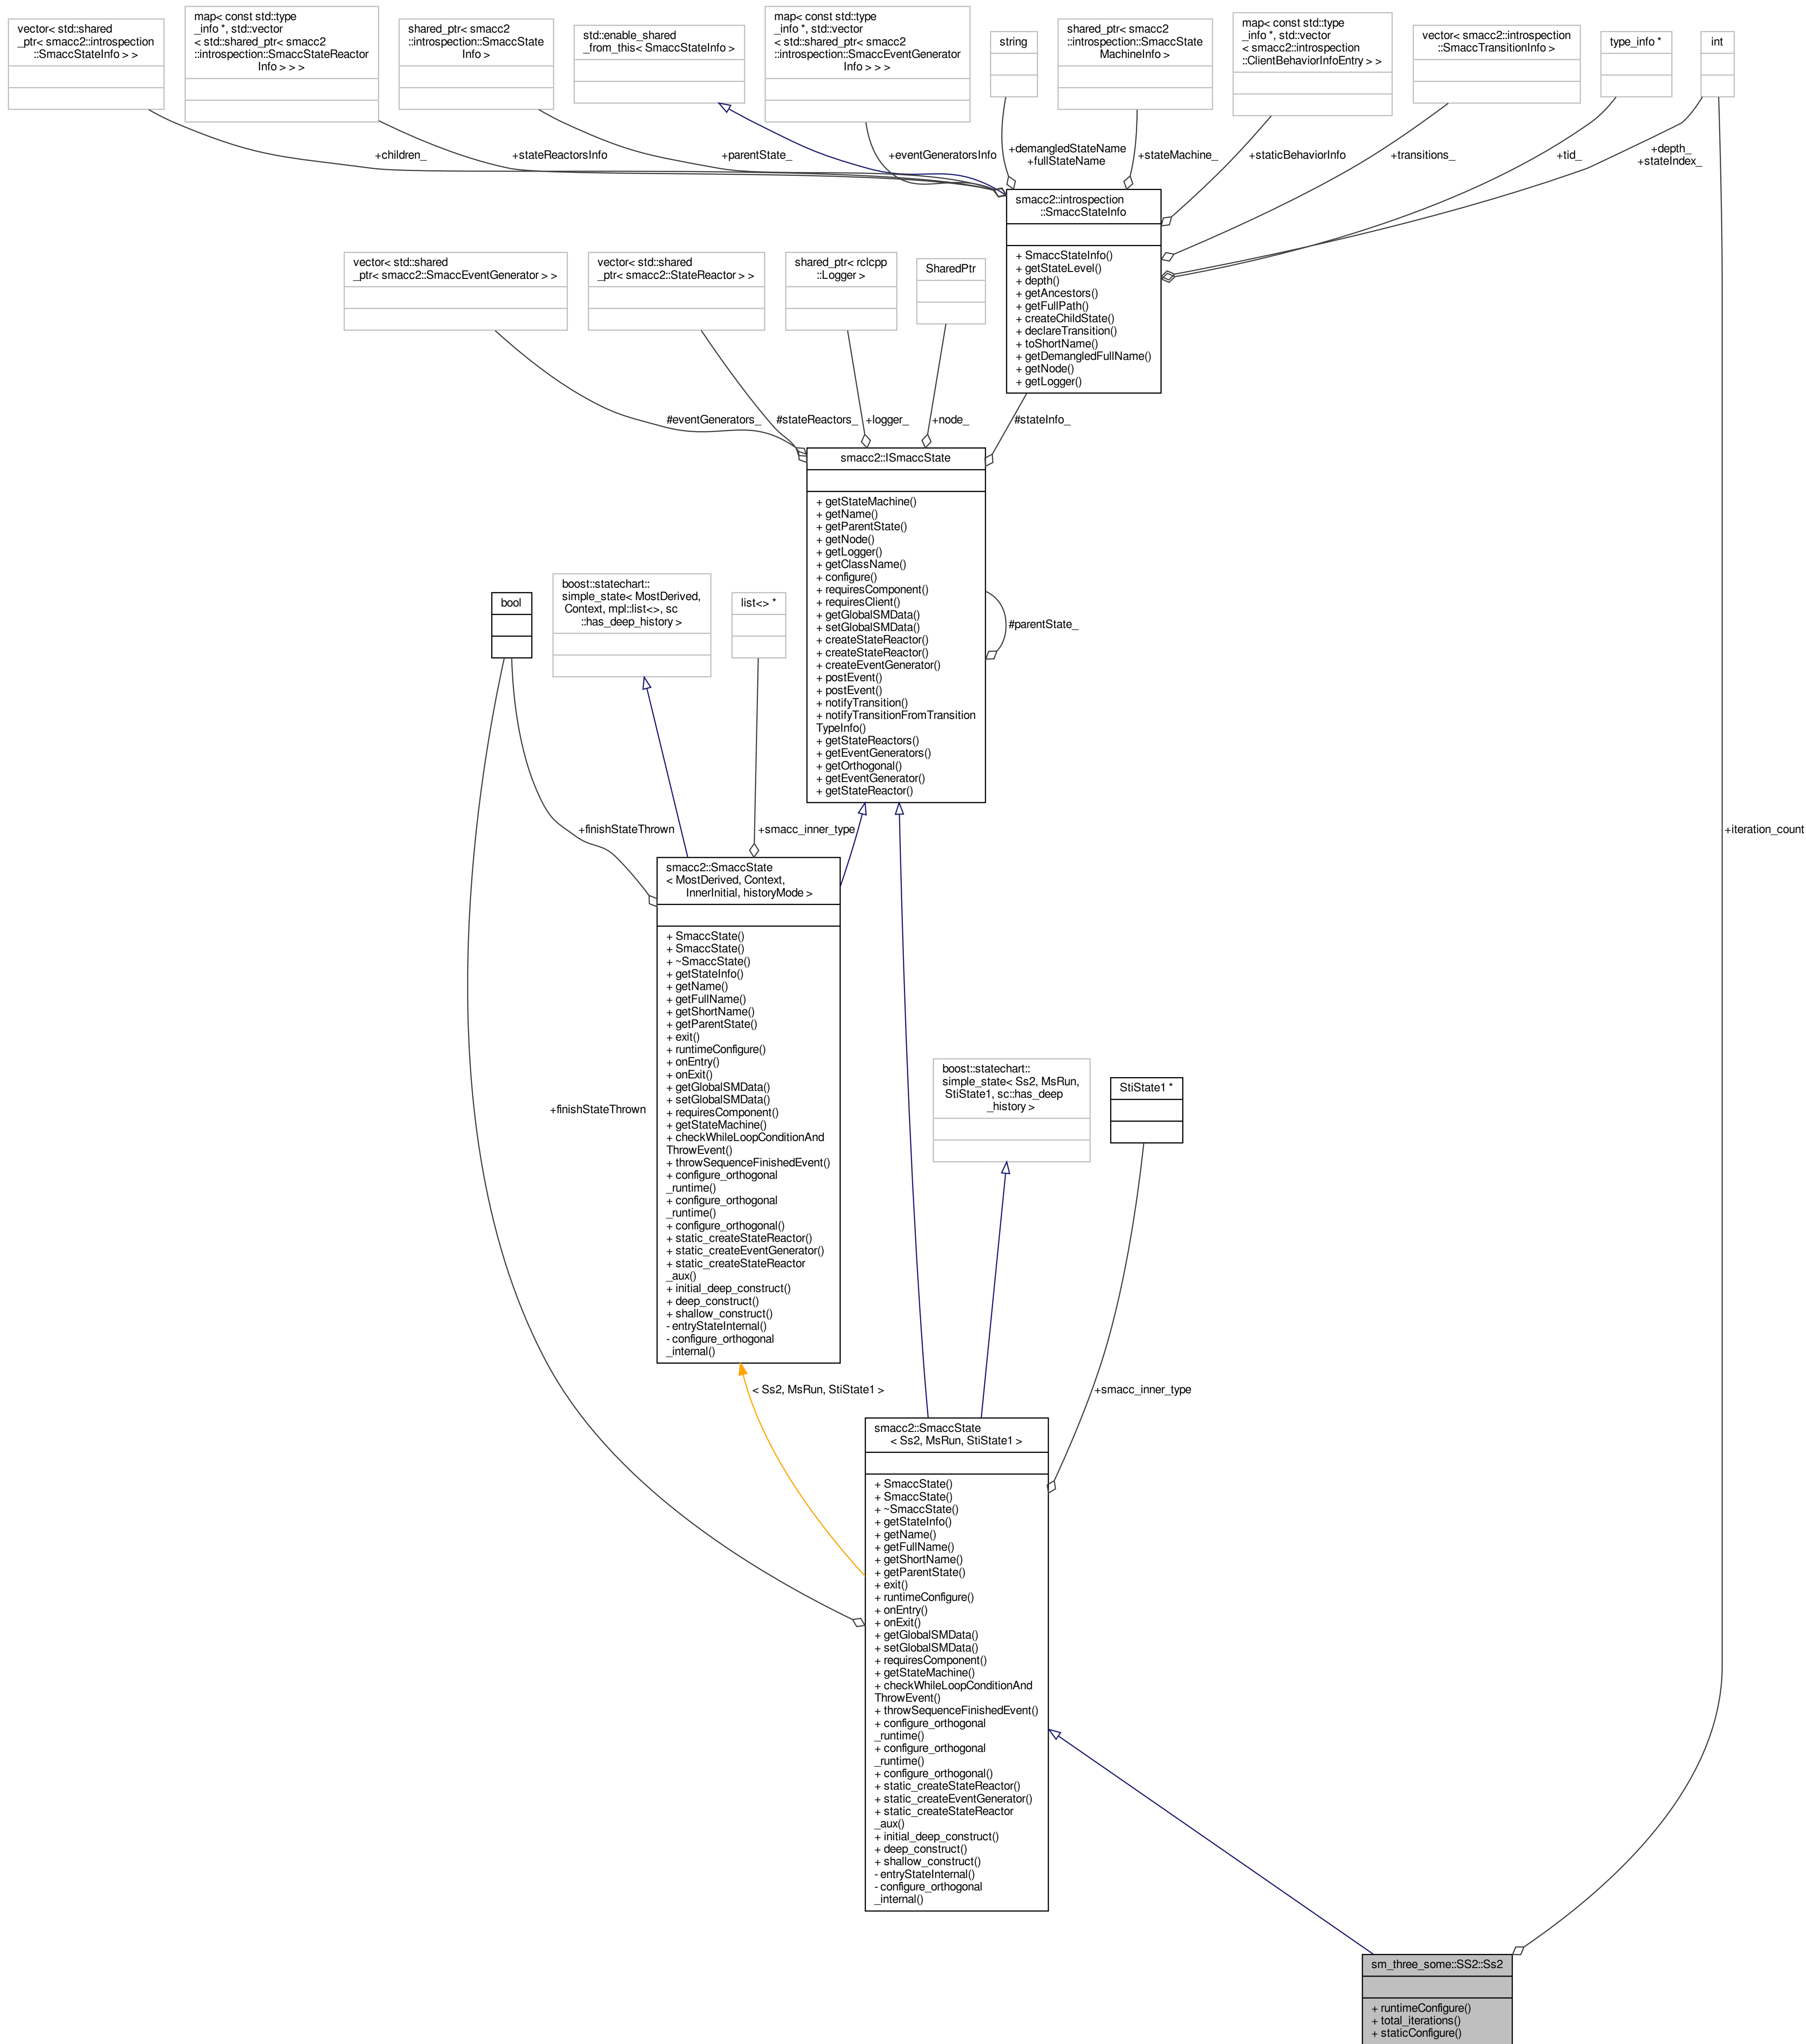 vector< std::shared
_ptr< smacc2::introspection
::SmaccStateInfo > >
map< const std::type
_info *, std::vector
< std::shared_ptr< smacc2
::introspection::SmaccStateReactor
Info > > >
shared_ptr< smacc2
::introspection::SmaccState
Info >
std::enable_shared
_from_this< SmaccStateInfo >
map< const std::type
_info *, std::vector
< std::shared_ptr< smacc2
::introspection::SmaccEventGenerator
Info > > >
string
shared_ptr< smacc2
::introspection::SmaccState
MachineInfo >
map< const std::type
_info *, std::vector
< smacc2::introspection
::ClientBehaviorInfoEntry > >
vector< smacc2::introspection
::SmaccTransitionInfo >
type_info *
int
+children_
+stateReactorsInfo
+parentState_
+eventGeneratorsInfo
+demangledStateName
+fullStateName
+stateMachine_
+staticBehaviorInfo
+transitions_
+tid_
+depth_
+stateIndex_
smacc2::introspection
::SmaccStateInfo
+ SmaccStateInfo()
+ getStateLevel()
+ depth()
+ getAncestors()
+ getFullPath()
+ createChildState()
+ declareTransition()
+ toShortName()
+ getDemangledFullName()
+ getNode()
+ getLogger()
vector< std::shared
_ptr< smacc2::SmaccEventGenerator > >
vector< std::shared
_ptr< smacc2::StateReactor > >
shared_ptr< rclcpp
::Logger >
SharedPtr
#eventGenerators_
#stateReactors_
+logger_
+node_
#stateInfo_
smacc2::ISmaccState
+ getStateMachine()
+ getName()
+ getParentState()
+ getNode()
+ getLogger()
+ getClassName()
+ configure()
+ requiresComponent()
+ requiresClient()
+ getGlobalSMData()
+ setGlobalSMData()
+ createStateReactor()
+ createStateReactor()
+ createEventGenerator()
+ postEvent()
+ postEvent()
+ notifyTransition()
+ notifyTransitionFromTransition
TypeInfo()
+ getStateReactors()
+ getEventGenerators()
+ getOrthogonal()
+ getEventGenerator()
+ getStateReactor()
#parentState_
bool
boost::statechart::
simple_state< MostDerived,
Context, mpl::list<>, sc
::has_deep_history >
list<> *
+finishStateThrown
+smacc_inner_type
+iteration_count
smacc2::SmaccState
< MostDerived, Context,
InnerInitial, historyMode >
+ SmaccState()
+ SmaccState()
+ ~SmaccState()
+ getStateInfo()
+ getName()
+ getFullName()
+ getShortName()
+ getParentState()
+ exit()
+ runtimeConfigure()
+ onEntry()
+ onExit()
+ getGlobalSMData()
+ setGlobalSMData()
+ requiresComponent()
+ getStateMachine()
+ checkWhileLoopConditionAnd
ThrowEvent()
+ throwSequenceFinishedEvent()
+ configure_orthogonal
_runtime()
+ configure_orthogonal
_runtime()
+ configure_orthogonal()
+ static_createStateReactor()
+ static_createEventGenerator()
+ static_createStateReactor
_aux()
+ initial_deep_construct()
+ deep_construct()
+ shallow_construct()
- entryStateInternal()
- configure_orthogonal
_internal()
+finishStateThrown
boost::statechart::
simple_state< Ss2, MsRun,
StiState1, sc::has_deep
_history >
StiState1 *
< Ss2, MsRun, StiState1 >
+smacc_inner_type
smacc2::SmaccState
< Ss2, MsRun, StiState1 >
+ SmaccState()
+ SmaccState()
+ ~SmaccState()
+ getStateInfo()
+ getName()
+ getFullName()
+ getShortName()
+ getParentState()
+ exit()
+ runtimeConfigure()
+ onEntry()
+ onExit()
+ getGlobalSMData()
+ setGlobalSMData()
+ requiresComponent()
+ getStateMachine()
+ checkWhileLoopConditionAnd
ThrowEvent()
+ throwSequenceFinishedEvent()
+ configure_orthogonal
_runtime()
+ configure_orthogonal
_runtime()
+ configure_orthogonal()
+ static_createStateReactor()
+ static_createEventGenerator()
+ static_createStateReactor
_aux()
+ initial_deep_construct()
+ deep_construct()
+ shallow_construct()
- entryStateInternal()
- configure_orthogonal
_internal()
sm_three_some::SS2::Ss2
+ runtimeConfigure()
+ total_iterations()
+ staticConfigure()